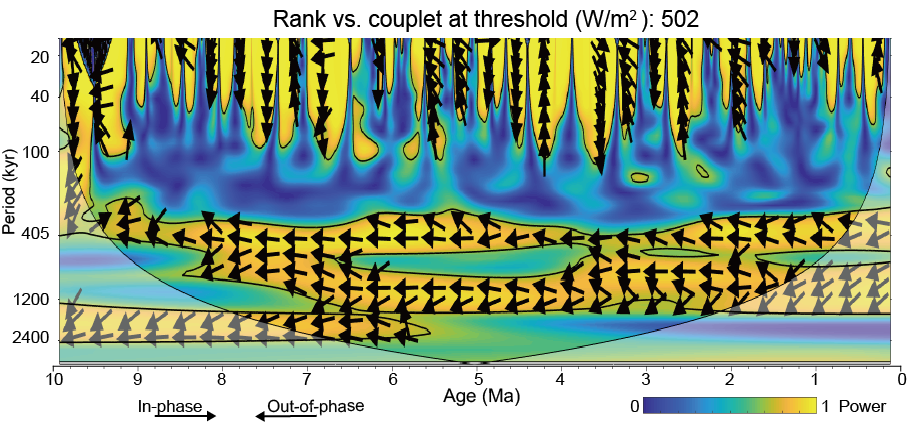 Rank vs. couplet at threshold (W/m²): 502
Period (kyr)
20
40
100
405
1200
2400
10 9 8 7 6 5 4 3 2 1 0
Age (Ma)
In-phase Out-of-phase
0 1 Power